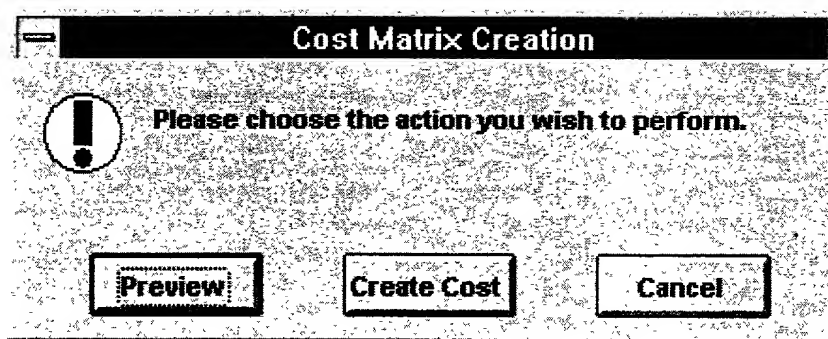 Cost Matrix Creation
Please choose the action you wish to perform.
Preview
Create Cost
Cancel